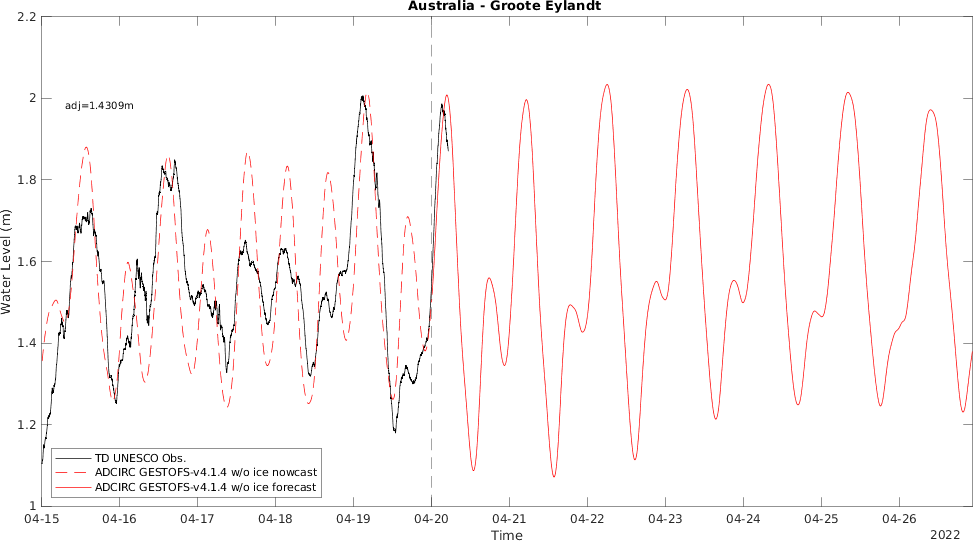 Australia - Groote Eylandt
2.2
2
1.8
1.6
1.4
1.2
1
Water Level (m)
adj=1.4309m
TD UNESCO Obs.
ADCIRC GESTOFS-v4.1.4 w/o ice nowcast
ADCIRC GESTOFS-v4.1.4 w/o ice forecast
04-15 04-16 04-17 04-18 04-19 04-20 04-21 04-22 04-23 04-24 04-25 04-26
Time
2022